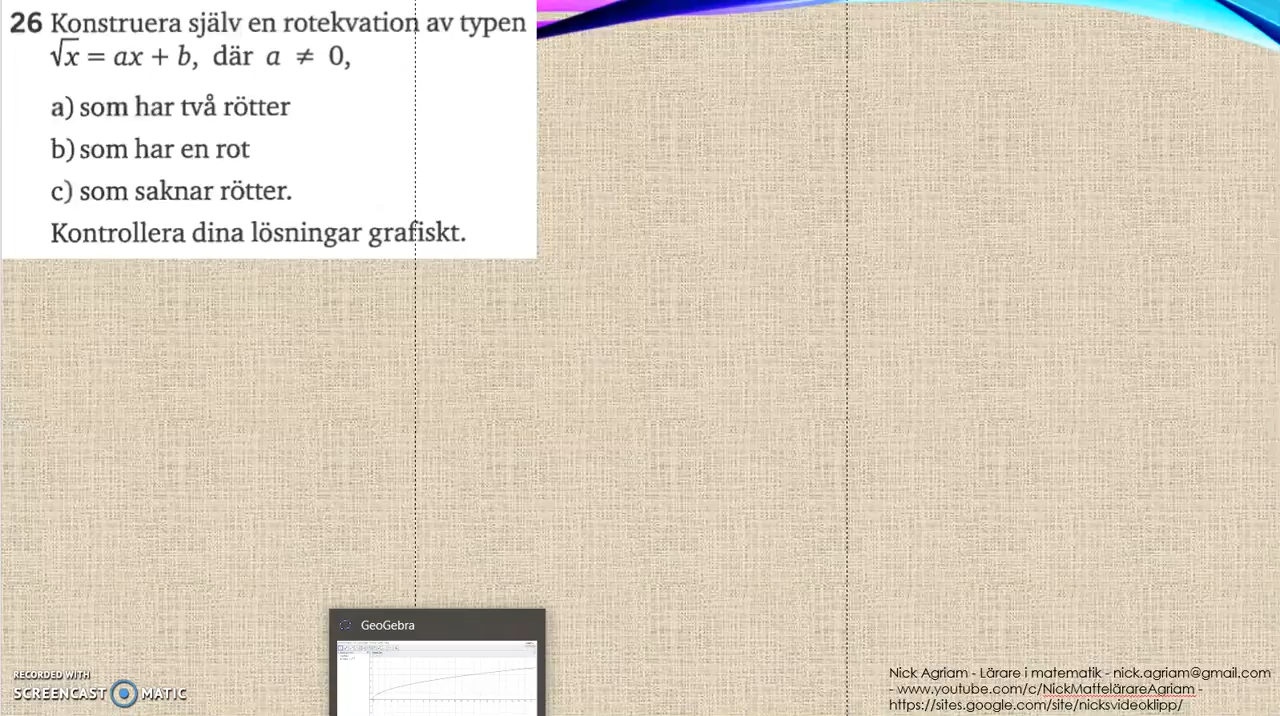 26 Konstruera själv en rotekvation av typen
√x = ax + b, där a ≠ 0,
a) som har två rötter
b) som har en rot
c) som saknar rötter.
Kontrollera dina lösningar grafiskt.
GeoGebra
RECORDED WITH
SCREENCAST MATIC
Nick Agriam - Lärare i matematik - nick.agriam@gmail.com
- www.youtube.com/c/NickMattelärareAgriam -
https://sites.google.com/site/nicksvideoklipp/